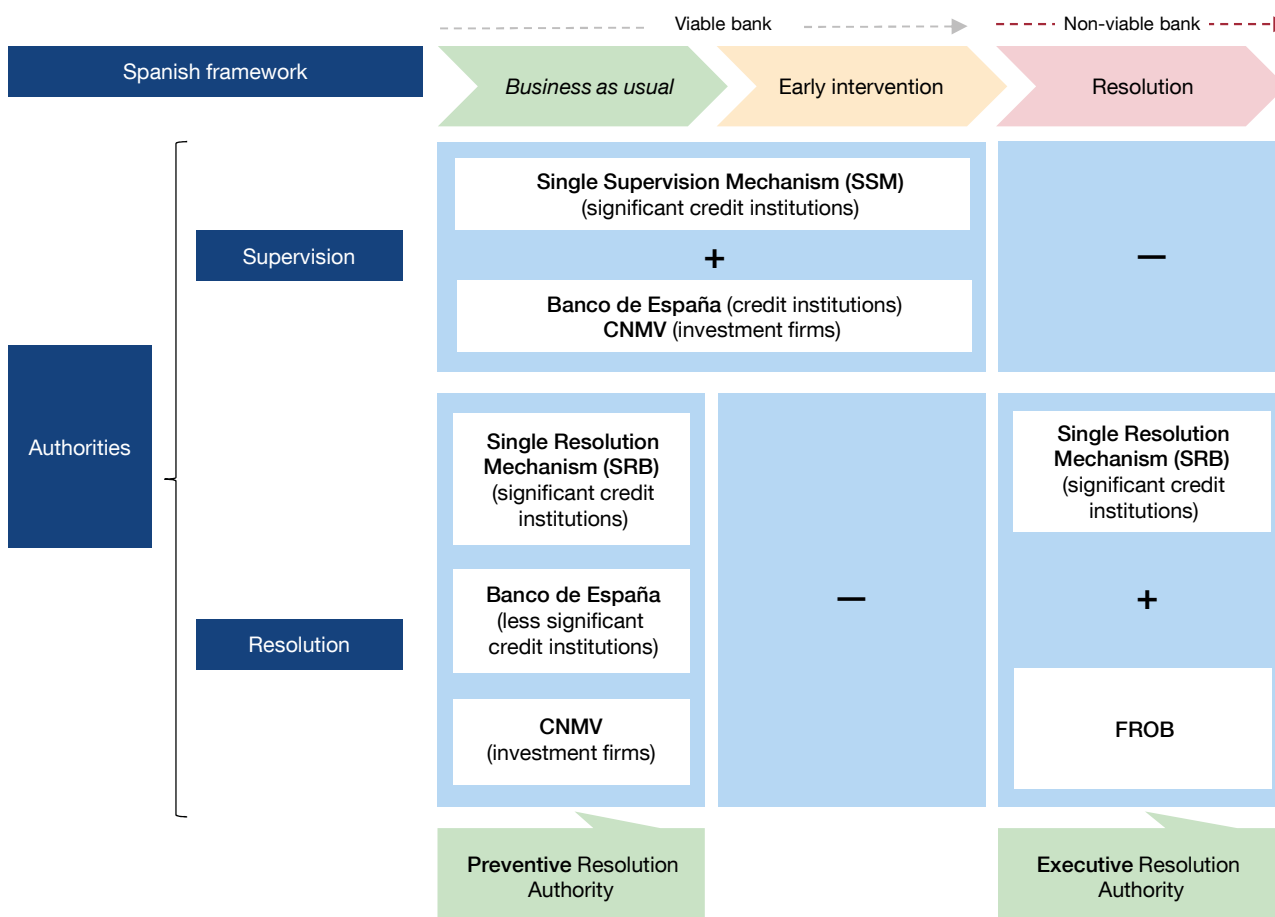 Viable bank
Non-viable bank
Spanish framework
Business as usual
Early intervention
Resolution
Single Supervision Mechanism (SSM)
(significant credit institutions)
Supervision
+
—
Banco de España (credit institutions)
CNMV (investment firms)
Authorities
Single Resolution
Mechanism (SRB)
(significant credit
institutions)
Single Resolution
Mechanism (SRB)
(significant credit
institutions)
Banco de España
(less significant
credit institutions)
—
+
Resolution
CNMV
(investment firms)
FROB
Preventive Resolution
Authority
Executive Resolution
Authority